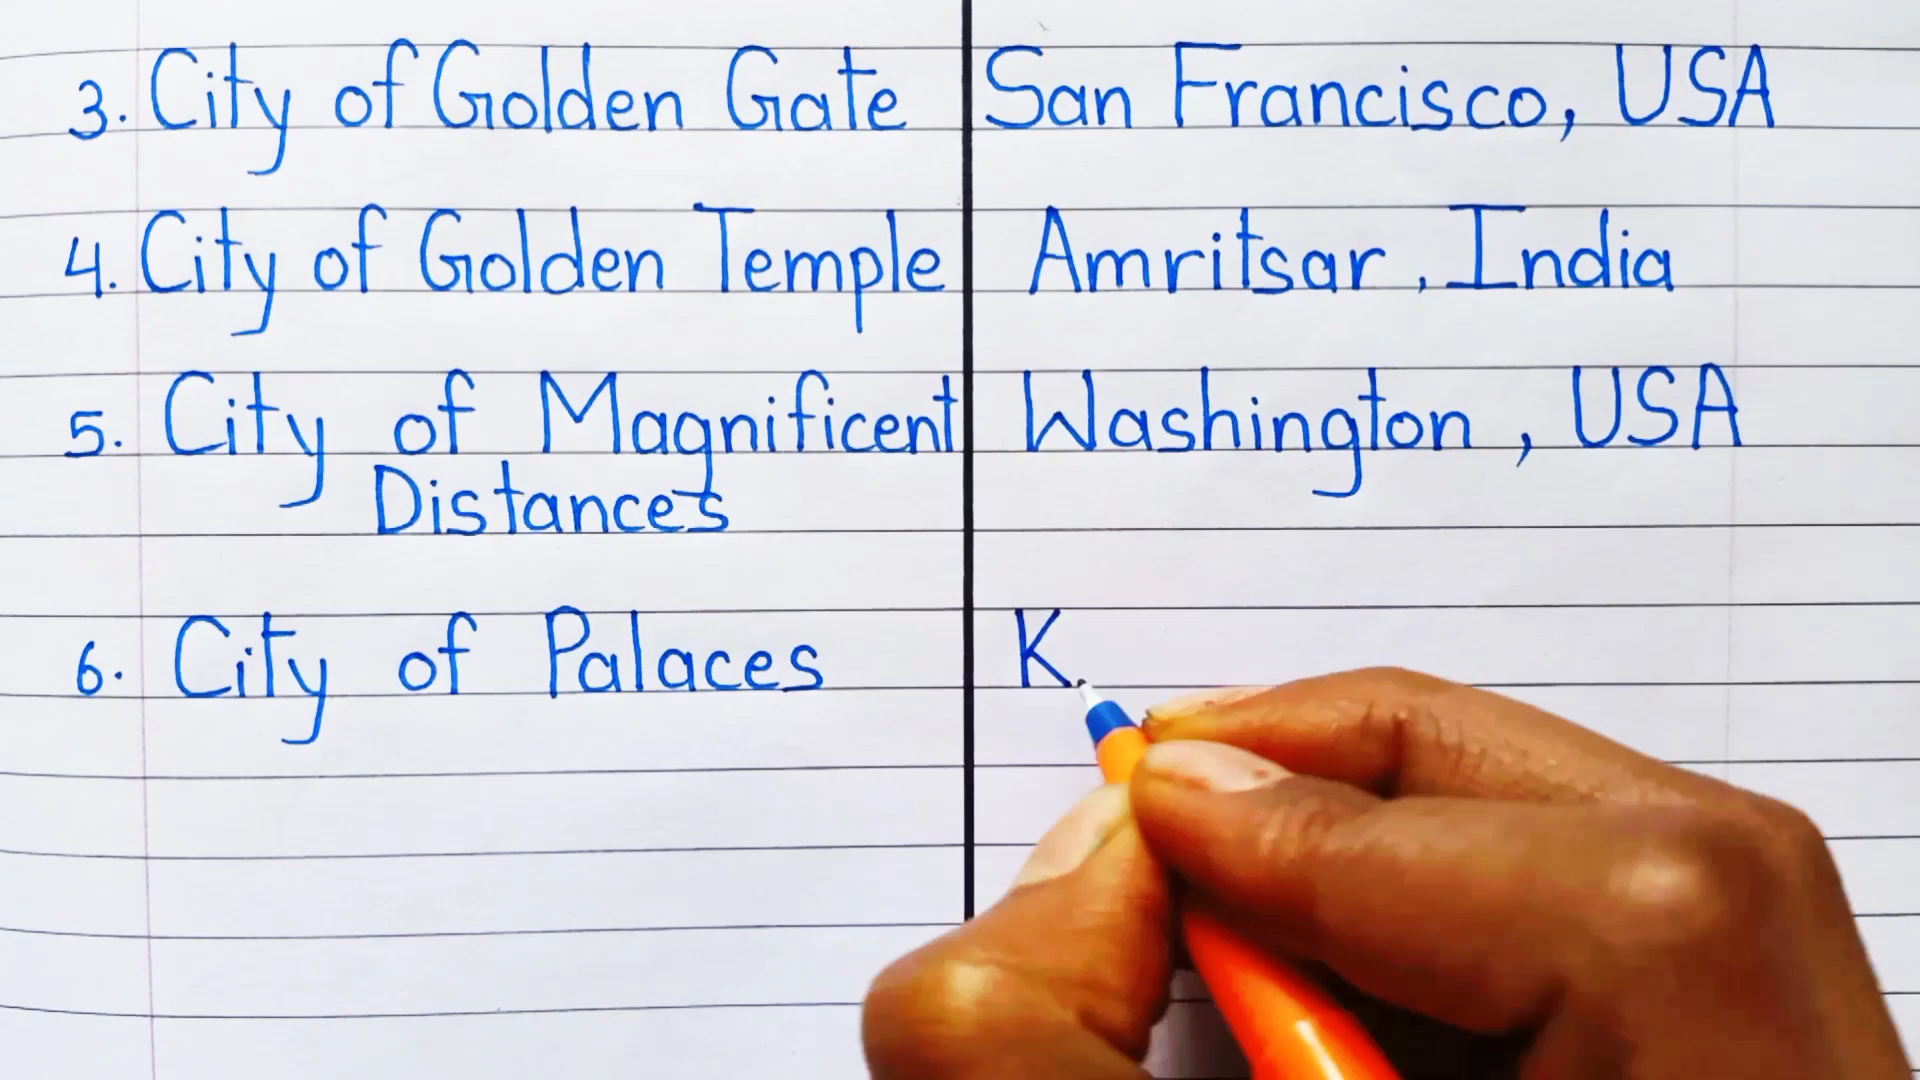 3. City of Golden Gate San Francisco, USA
4. City of Golden Temple Amritsar, India
5. City of Magnificent Washington, USA
Distances
6. City of Palaces K